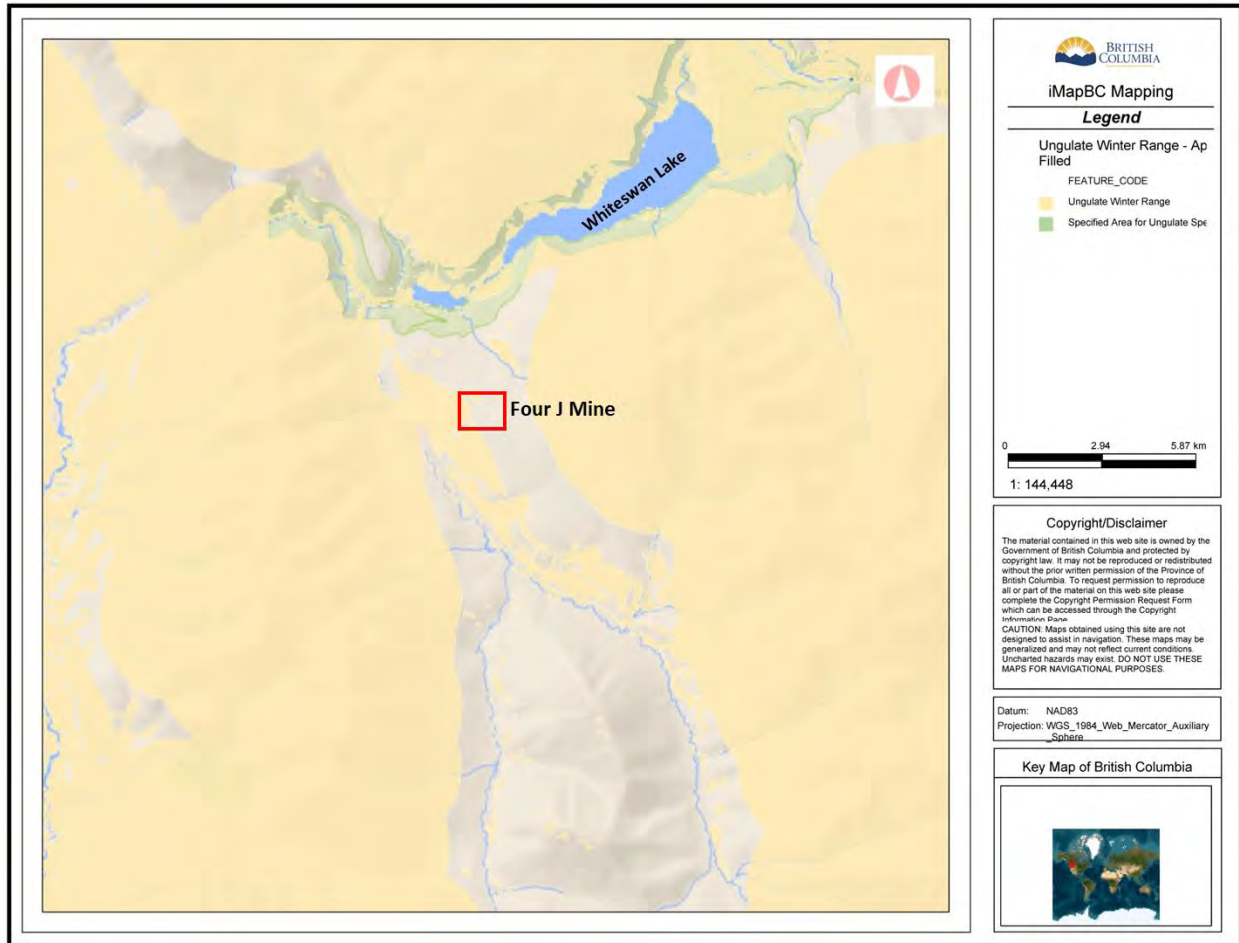 Whiteswan Lake
Four J Mine
BRITISH
COLUMBIA
iMapBC Mapping
Legend
Ungulate Winter Range - Ap
Filled
FEATURE_CODE
Ungulate Winter Range
Specified Area for Ungulate Spe
0 2.94 5.87 km
1: 144,448
Copyright/Disclaimer
The material contained in this web site is owned by the
Government of British Columbia and protected by
copyright law. It may not be reproduced or redistributed
without the prior written permission of the Province of
British Columbia. To request permission to reproduce
all or part of the material on this web site please
complete the Copyright Permission Request Form
which can be accessed through the Copyright
Information Page.
CAUTION: Maps obtained using this site are not
designed to assist in navigation. These maps may be
generalized and may not reflect current conditions.
Uncharted hazards may exist. DO NOT USE THESE
MAPS FOR NAVIGATIONAL PURPOSES.
Datum: NAD83
Projection: WGS_1984_Web_Mercator_Auxiliary
_Sphere
Key Map of British Columbia